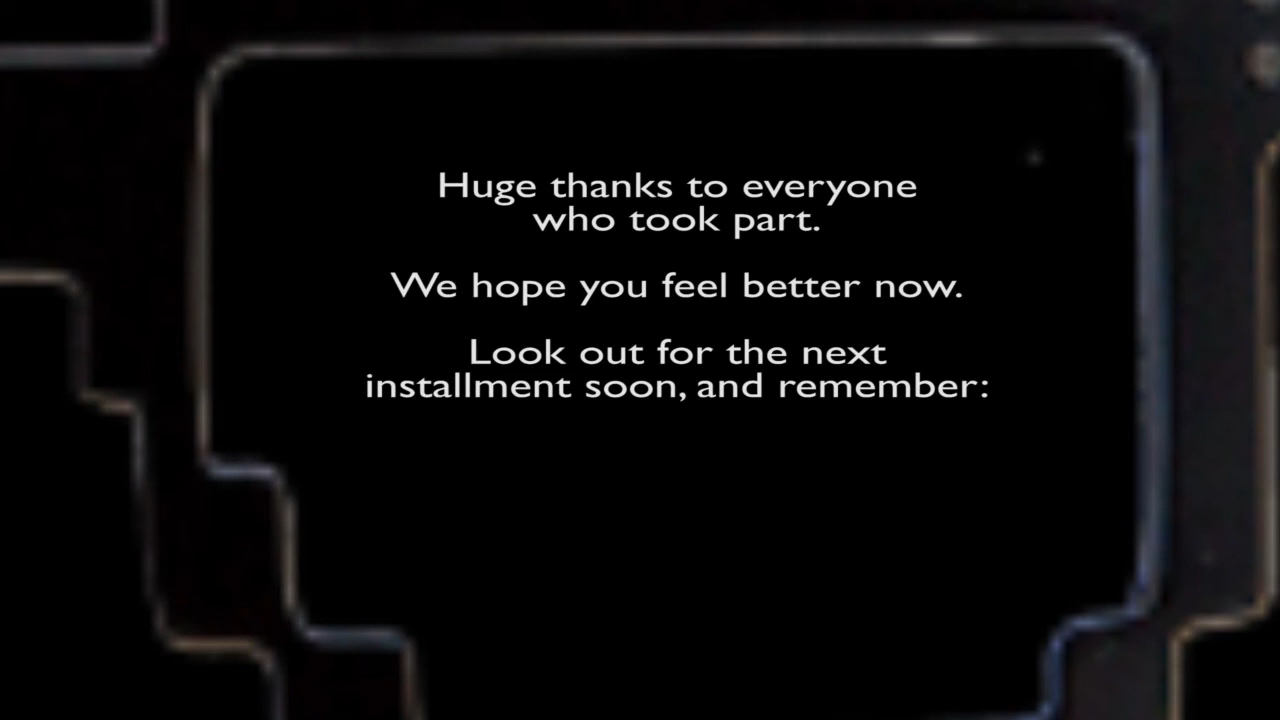 Huge thanks to everyone
who took part.
We hope you feel better now.
Look out for the next
installment soon, and remember: